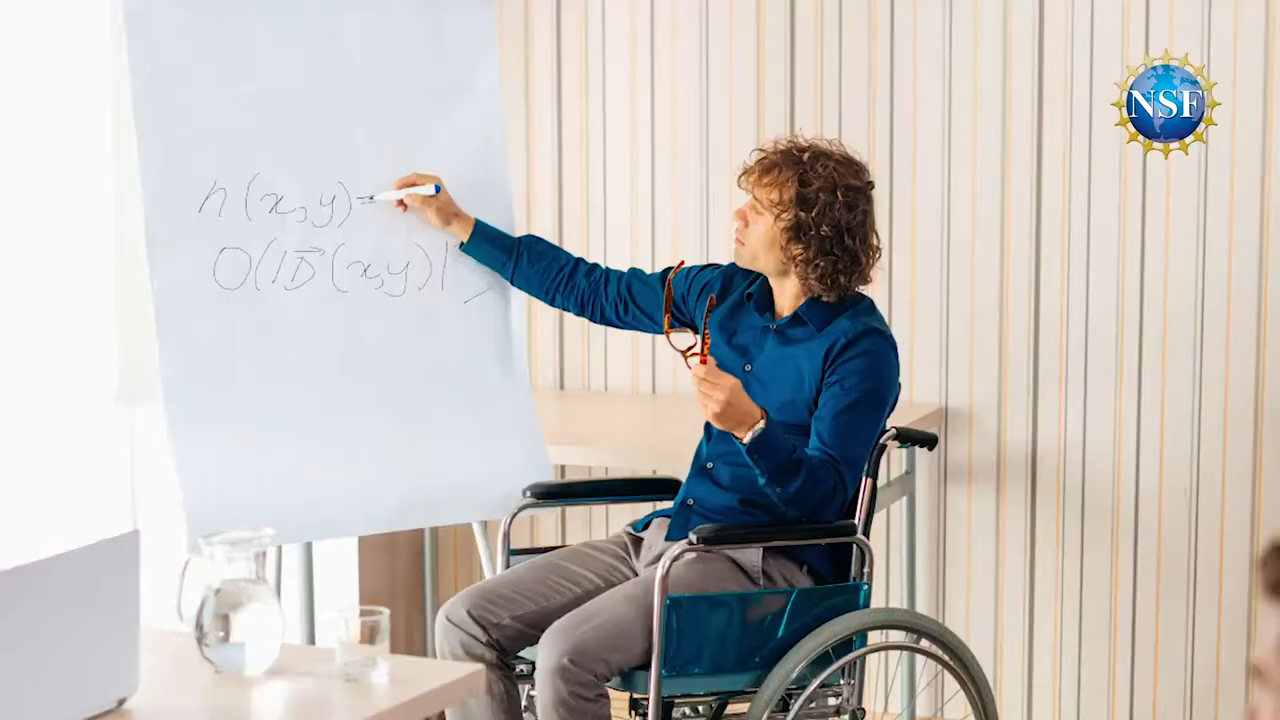 n(x,y)=
O(|D⃗(x,y)|)
NSF